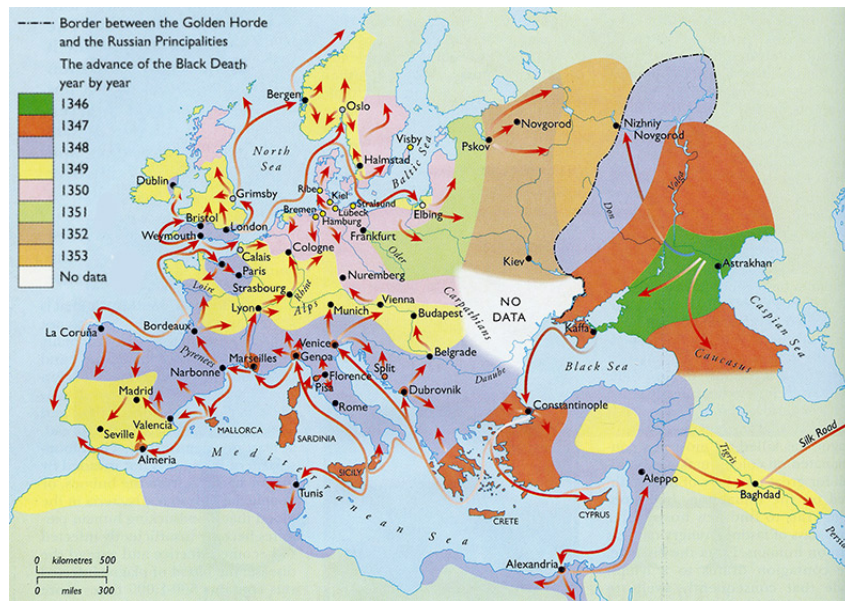 Border between the Golden Horde
and the Russian Principalities
The advance of the Black Death
year by year
1346
1347
1348
1349
1350
1351
1352
1353
No data
Bergen
Oslo
North
Sea
Visby
Baltic Sea
Halmstad
Pskov
Novgorod
Nizhniy
Novgorod
Volga
Don
Dublin
Grimsby
Ribe
Kiel
Stralsund
Lubeck
Hamburg
Bremen
Elbing
Bristol
Weymouth
London
Calais
Cologne
Frankfurt
Oder
Kiev
Astrakhan
Paris
Loire
Strasbourg
Rhine
Nuremberg
Carpathians
NO
DATA
Lyon
Alps
Munich
Vienna
Budapest
Caspian Sea
La Coruña
Bordeaux
Kaffa
Caucasus
Pyrenees
Narbonne
Marseilles
Venice
Genoa
Belgrade
Black Sea
Florence
Pisa
Split
Danube
Dubrovnik
Madrid
Valencia
Seville
Almeria
MALLORCA
SARDINIA
Rome
Constantinople
Mediterranean Sea
SICILY
Tunis
CRETE
CYPRUS
Aleppo
Tigris
Silk Road
Baghdad
Persia
Alexandria
0 kilometres 500
0 miles 300